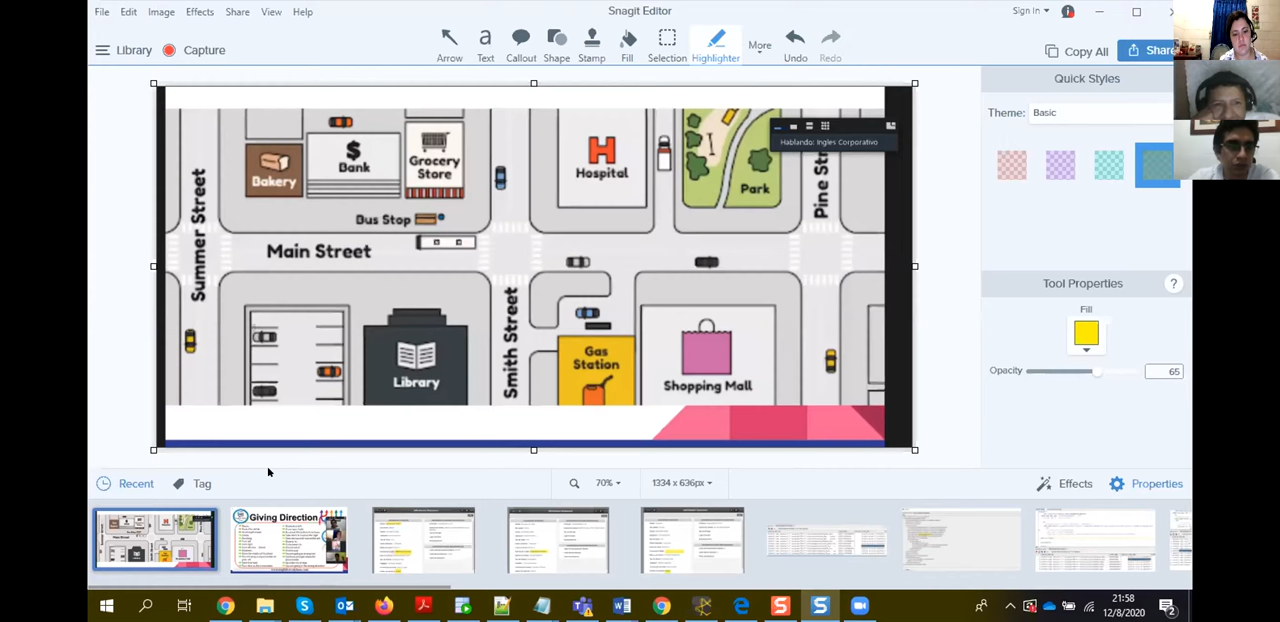 File Edit Image Effects Share View Help
Snagit Editor
Sign in
Library
Capture
Arrow
Text
Callout
Shape
Stamp
Fill
Selection
Highlighter
More
Undo
Redo
Copy All
Share
Quick Styles
Theme: Basic
Hablando: Ingles Corporativo
Bakery
$
Bank
Grocery
Store
H
Hospital
Park
Pine St
Summer Street
Bus Stop
Main Street
Smith Street
Library
Gas
Station
Shopping Mall
Tool Properties
?
Fill
Opacity
65
Recent
Tag
70%
1334 x 636px
Effects
Properties
Giving Direction
21:58
12/8/2020
2